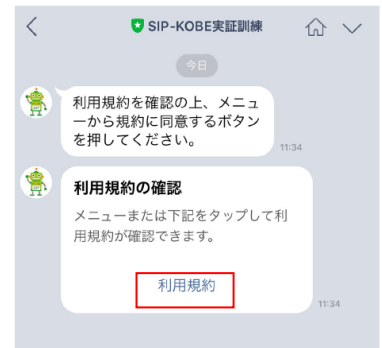 SIP-KOBE実証訓練
今日
利用規約を確認の上、メニュ
ーから規約に同意するボタン
を押してください。
11:34
利用規約の確認
メニューまたは下記をタップして利
用規約が確認できます。
利用規約
11:34